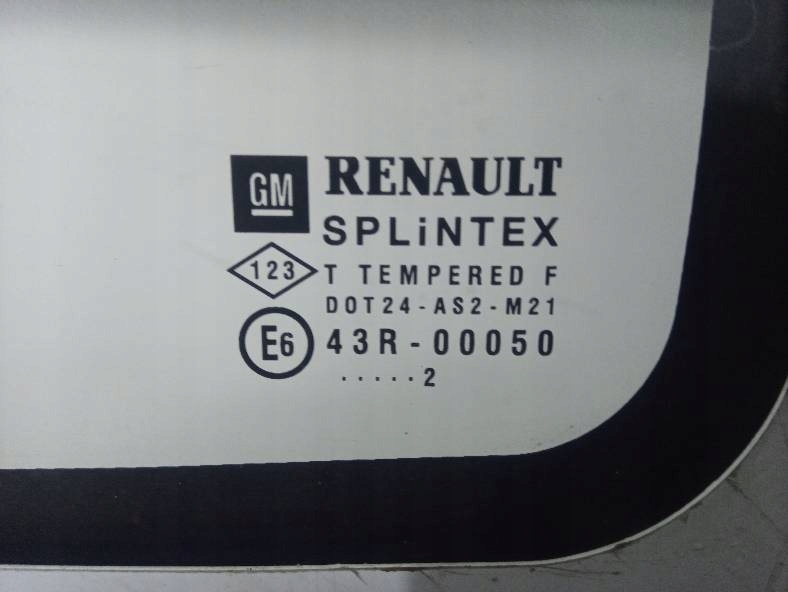 GM RENAULT
SPLiNTEX
123 T TEMPERED F
DOT24-AS2-M21
E6 43R-00050
.....2